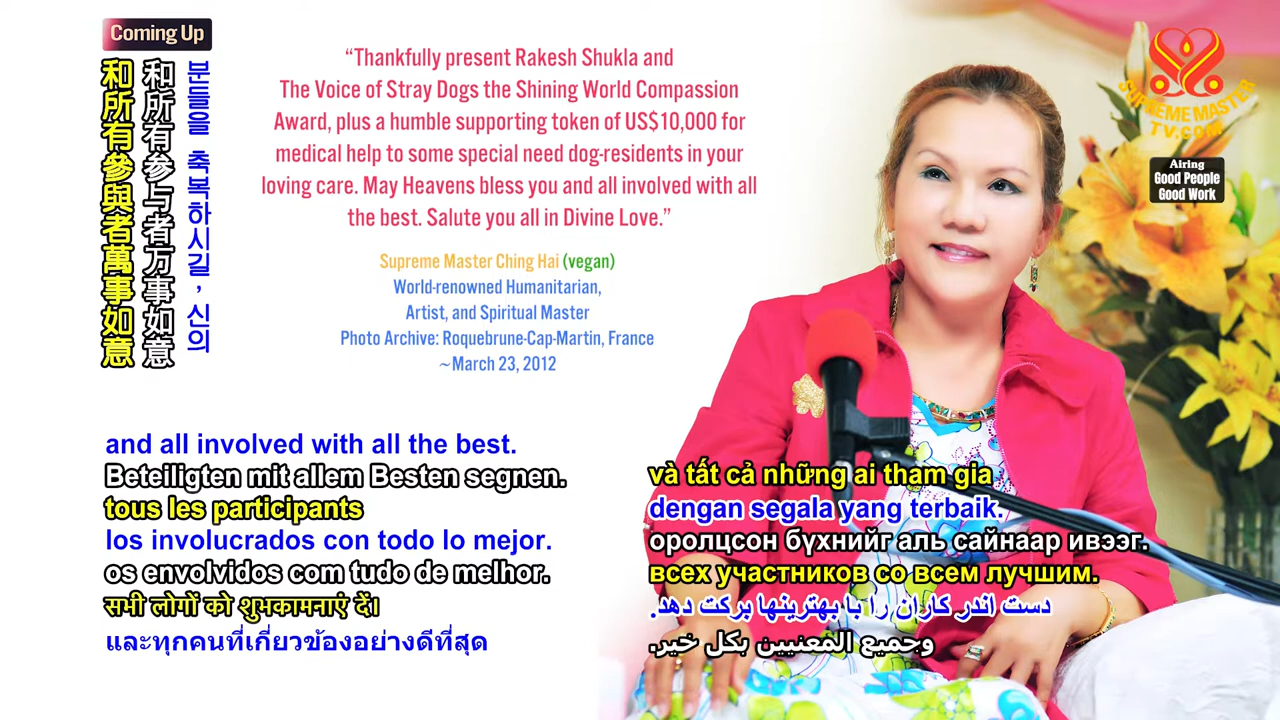 Coming Up
和所有參與者萬事如意
和所有参与者万事如意
분들을 축복하시길, 신의
“Thankfully present Rakesh Shukla and
The Voice of Stray Dogs the Shining World Compassion
Award, plus a humble supporting token of US$10,000 for
medical help to some special need dog-residents in your
loving care. May Heavens bless you and all involved with all
the best. Salute you all in Divine Love.”
Supreme Master Ching Hai (vegan)
World-renowned Humanitarian,
Artist, and Spiritual Master
Photo Archive: Roquebrune-Cap-Martin, France
~March 23, 2012
SUPREME MASTER
TV.COM
Airing
Good People
Good Work
and all involved with all the best.
Beteiligten mit allem Besten segnen.
tous les participants
los involucrados con todo lo mejor.
os envolvidos com tudo de melhor.
सभी लोगों को शुभकामनाएं दें।
และทุกคนที่เกี่ยวข้องอย่างดีที่สุด
và tất cả những ai tham gia
dengan segala yang terbaik.
оролцсон бүхнийг аль сайнаар ивээг.
всех участников со всем лучшим.
دست اندر کاران را با بهترینها برکت دهد.
وجميع المعنيين بكل خير.